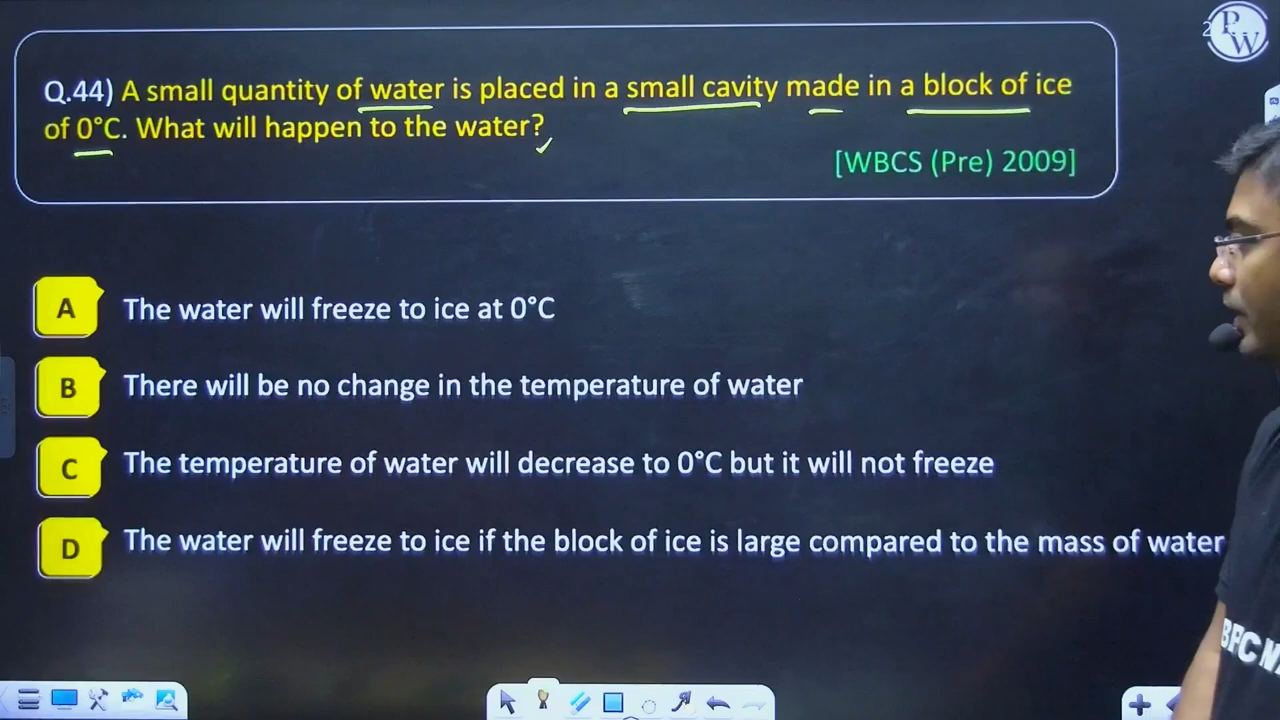 2
P
W
Q.44) A small quantity of water is placed in a small cavity made in a block of ice
of 0°C. What will happen to the water?
[WBCS (Pre) 2009]
A The water will freeze to ice at 0°C
B There will be no change in the temperature of water
C The temperature of water will decrease to 0°C but it will not freeze
D The water will freeze to ice if the block of ice is large compared to the mass of water